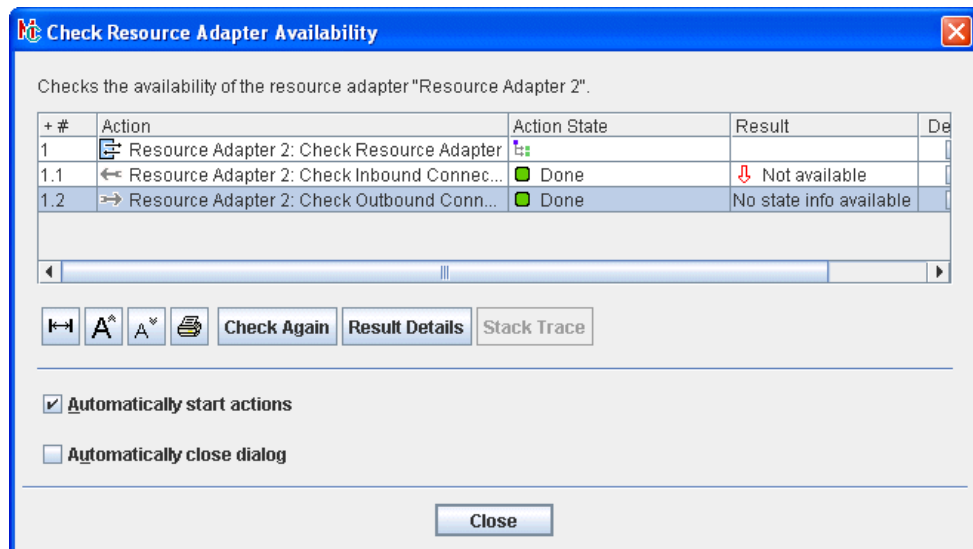 Check Resource Adapter Availability
Checks the availability of the resource adapter "Resource Adapter 2".
+ # Action Action State Result De
1 Resource Adapter 2: Check Resource Adapter
1.1 Resource Adapter 2: Check Inbound Connec... Done Not available
1.2 Resource Adapter 2: Check Outbound Conn... Done No state info available
A A Check Again Result Details Stack Trace
Automatically start actions
Automatically close dialog
Close